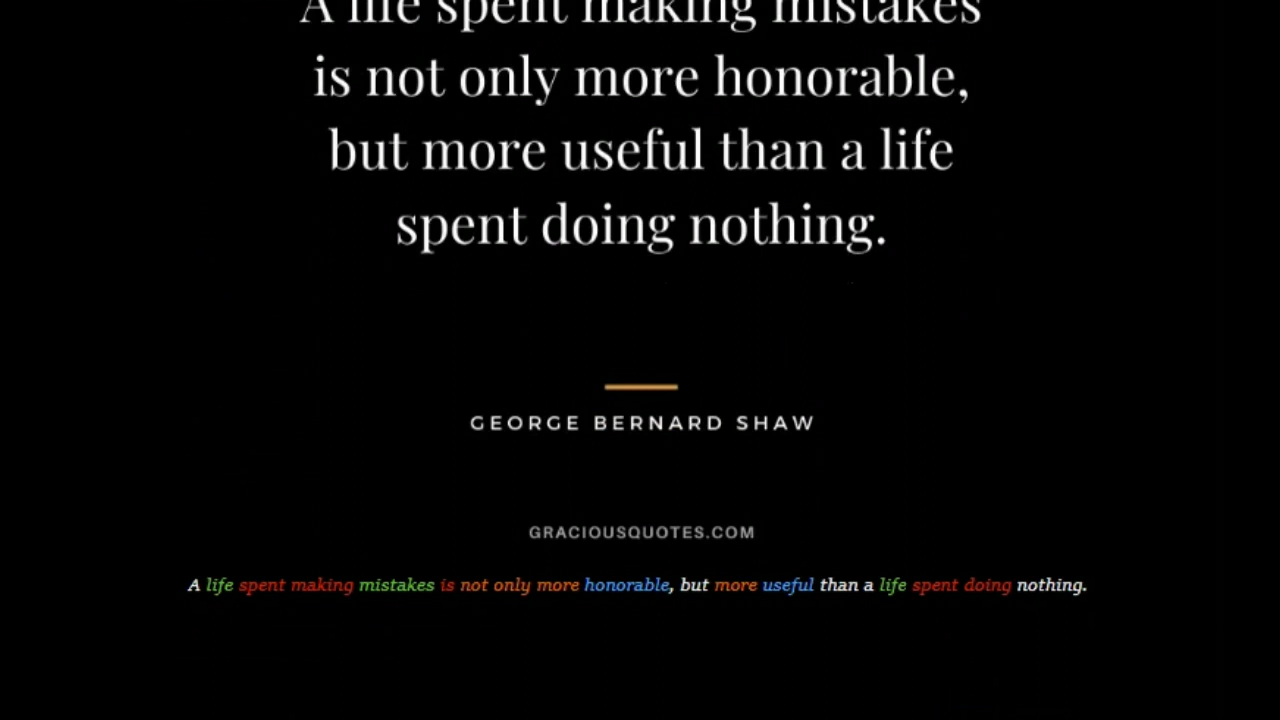 A life spent making mistakes
is not only more honorable,
but more useful than a life
spent doing nothing.
GEORGE BERNARD SHAW
GRACIOUSQUOTES.COM
A life spent making mistakes is not only more honorable, but more useful than a life spent doing nothing.